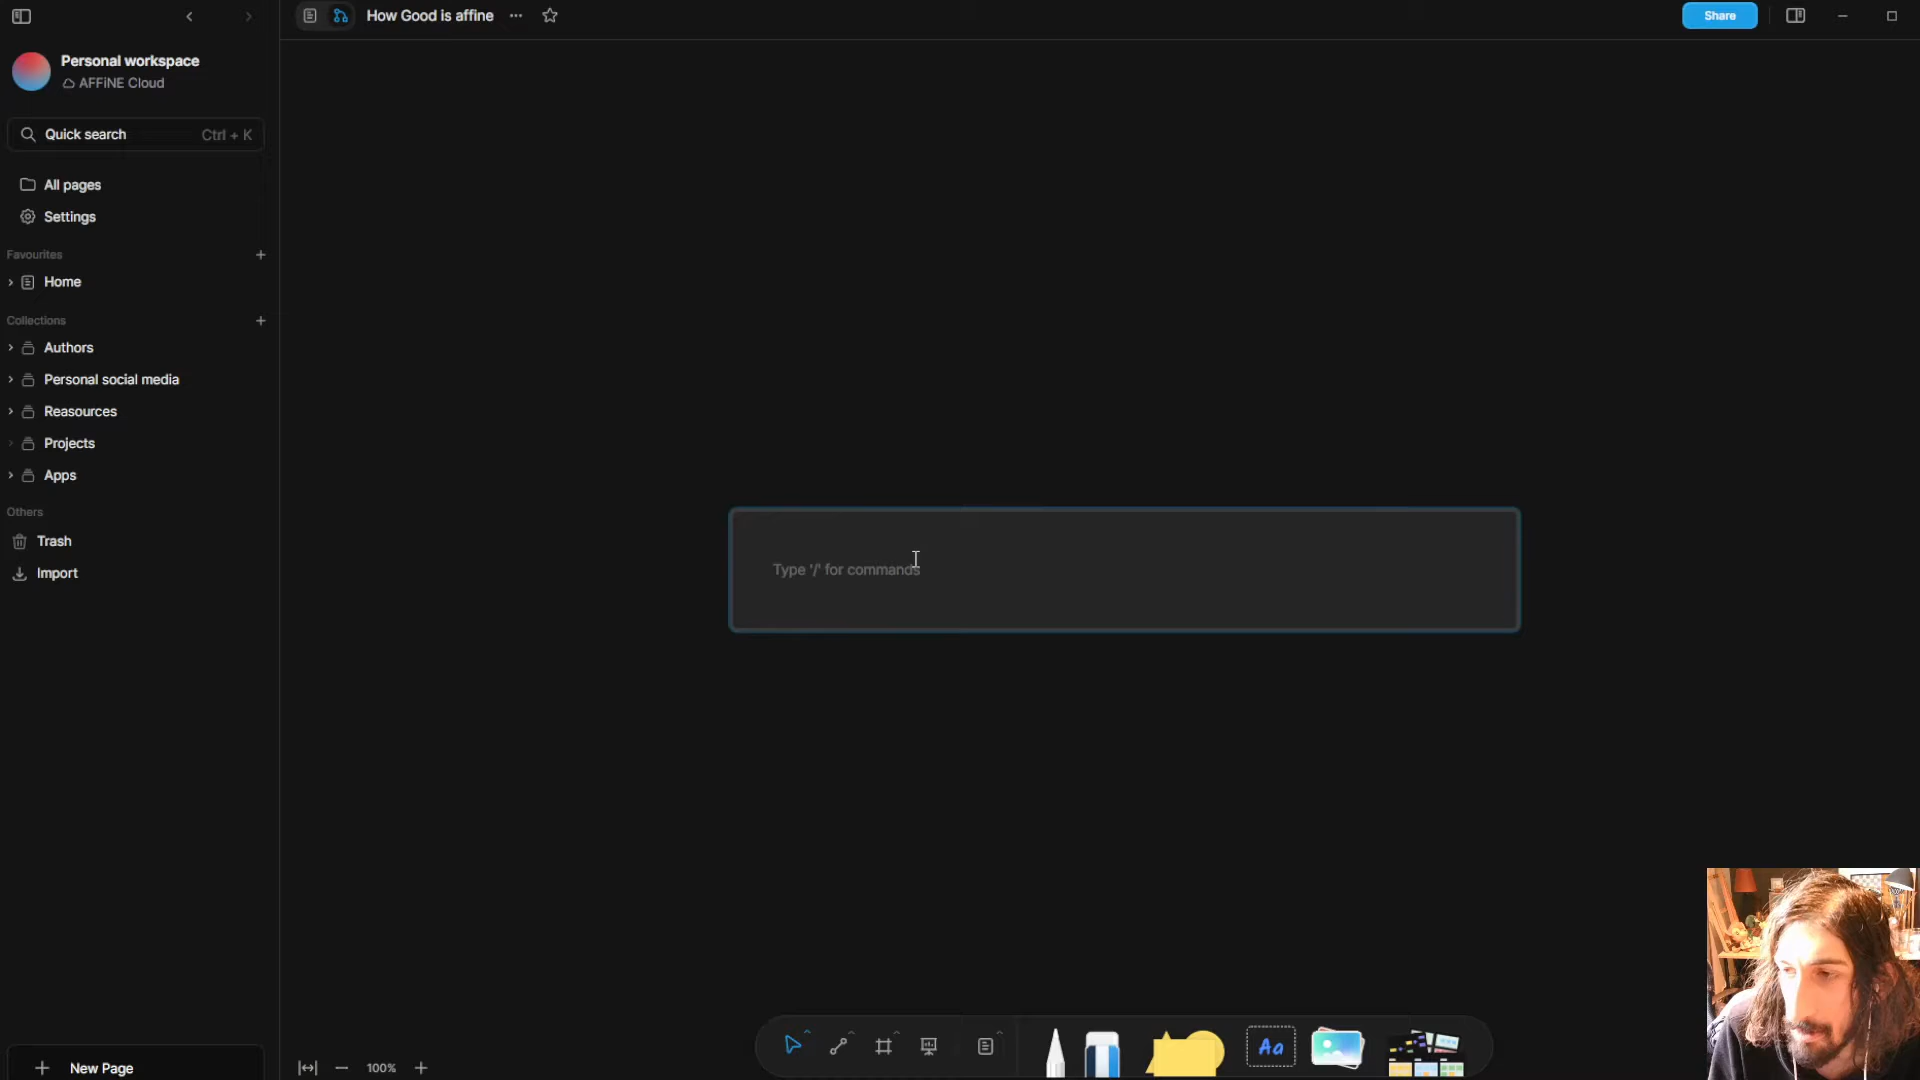 How Good is affine
Share
Personal workspace
AFFiNE Cloud
Quick search
Ctrl + K
All pages
Settings
Favourites
Home
Collections
Authors
Personal social media
Reasources
Projects
Apps
Others
Trash
Import
Type '/' for commands
New Page
100%
Aa